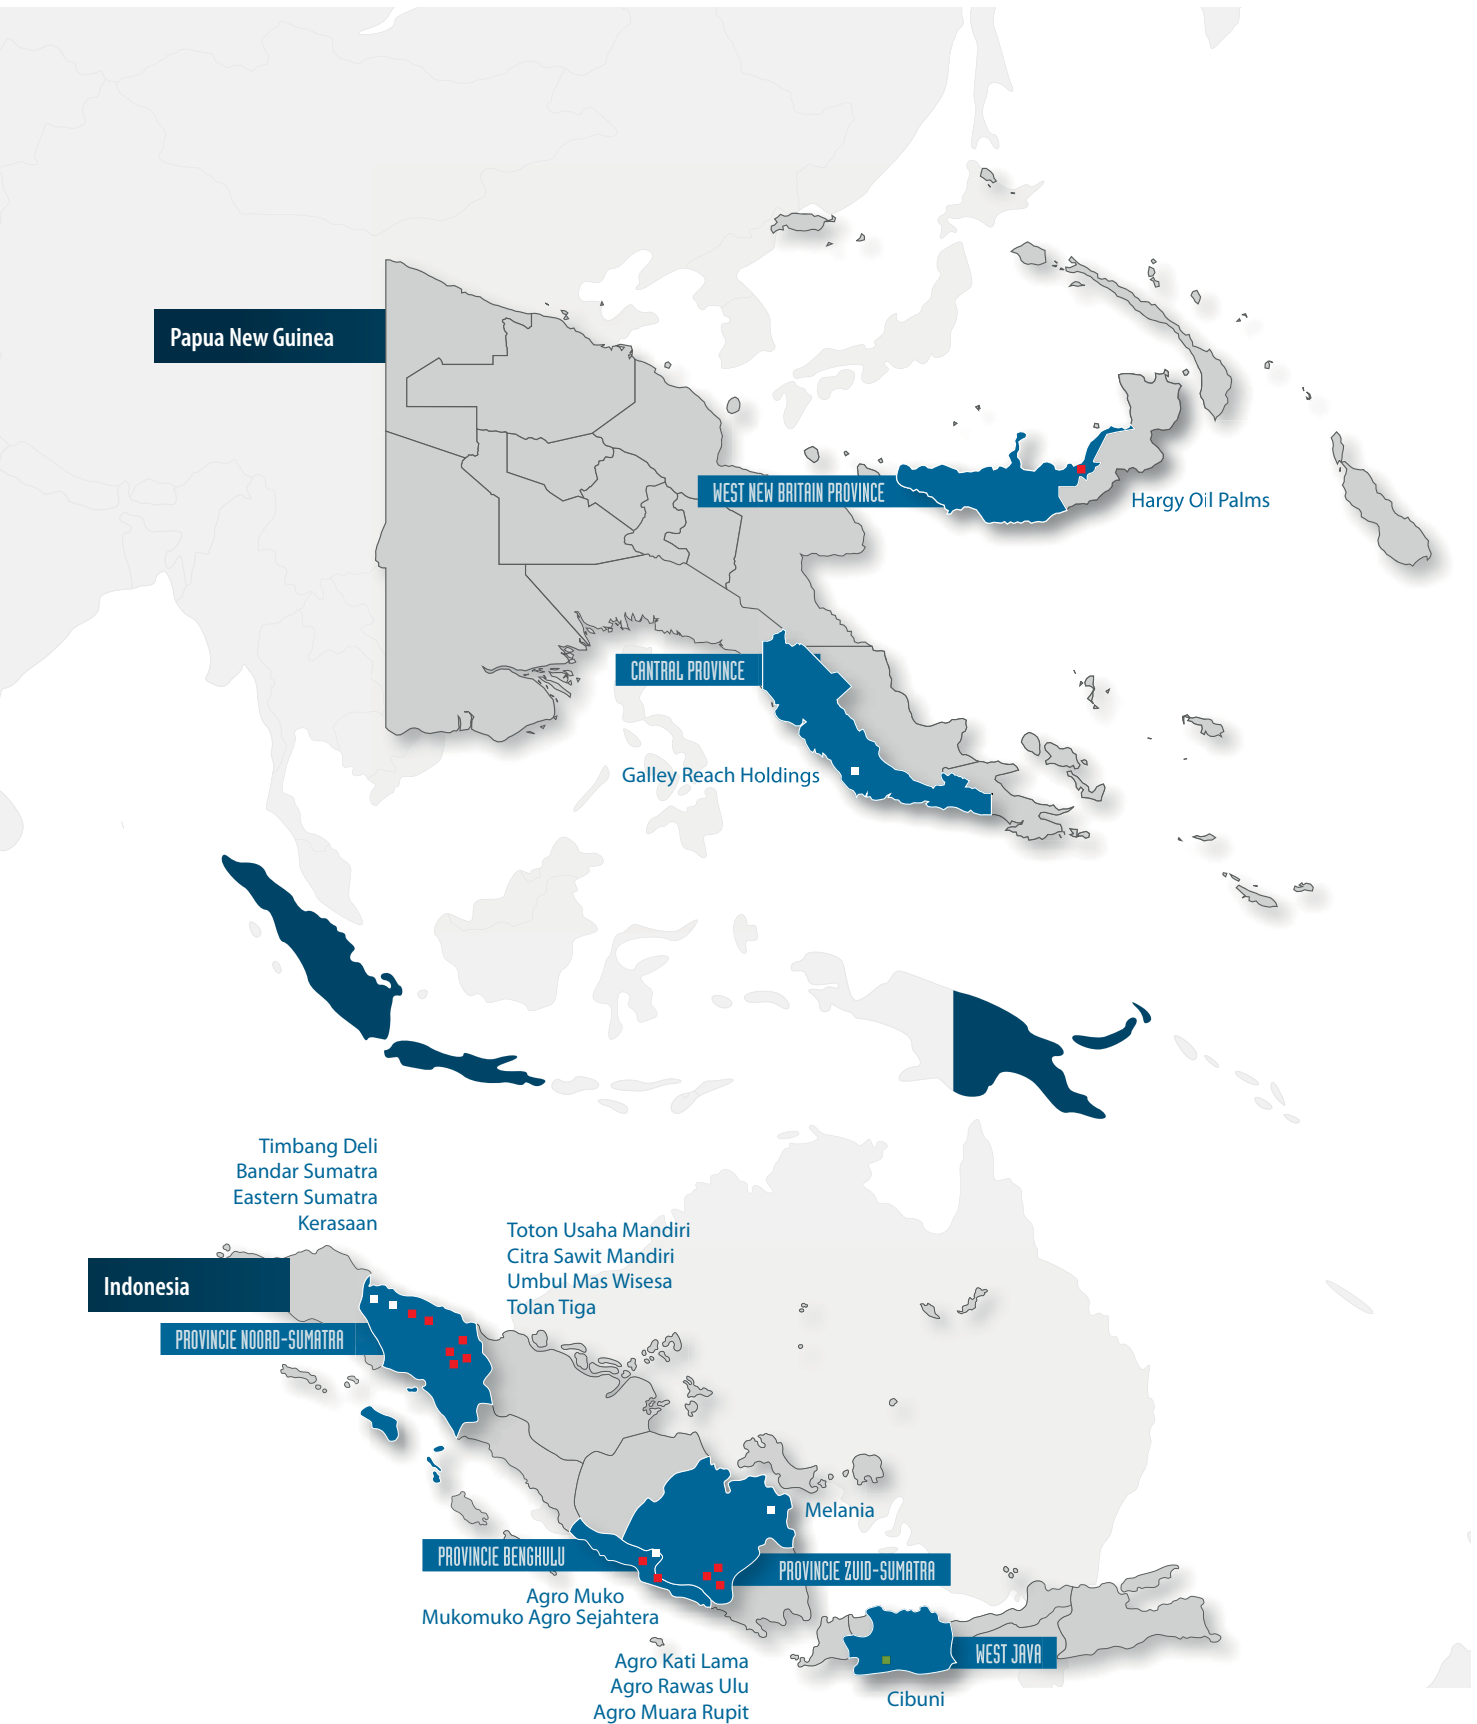 Papua New Guinea
WEST NEW BRITAIN PROVINCE
Hargy Oil Palms
CANTRAL PROVINCE
Galley Reach Holdings
Timbang Deli
Bandar Sumatra
Eastern Sumatra
Kerasaan
Toton Usaha Mandiri
Citra Sawit Mandiri
Umbul Mas Wisesa
Tolan Tiga
Indonesia
PROVINCIE NOORD-SUMATRA
Melania
PROVINCIE BENGKULU
PROVINCIE ZUID-SUMATRA
Agro Muko
Mukomuko Agro Sejahtera
WEST JAVA
Agro Kati Lama
Agro Rawas Ulu
Agro Muara Rupit
Cibuni